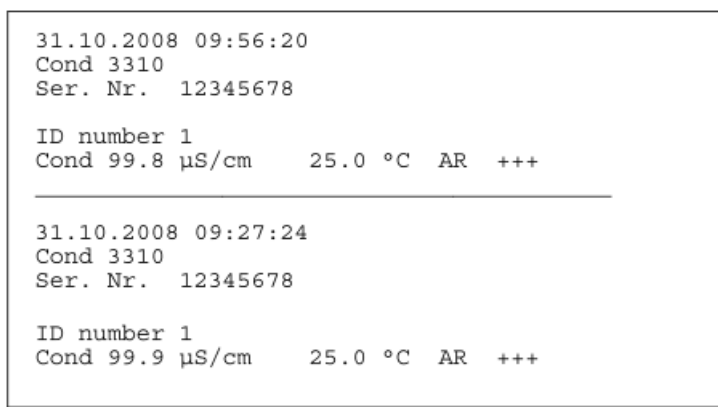 31.10.2008 09:56:20
Cond 3310
Ser. Nr. 12345678
ID number 1
Cond 99.8 µS/cm 25.0 °C AR +++
31.10.2008 09:27:24
Cond 3310
Ser. Nr. 12345678
ID number 1
Cond 99.9 µS/cm 25.0 °C AR +++